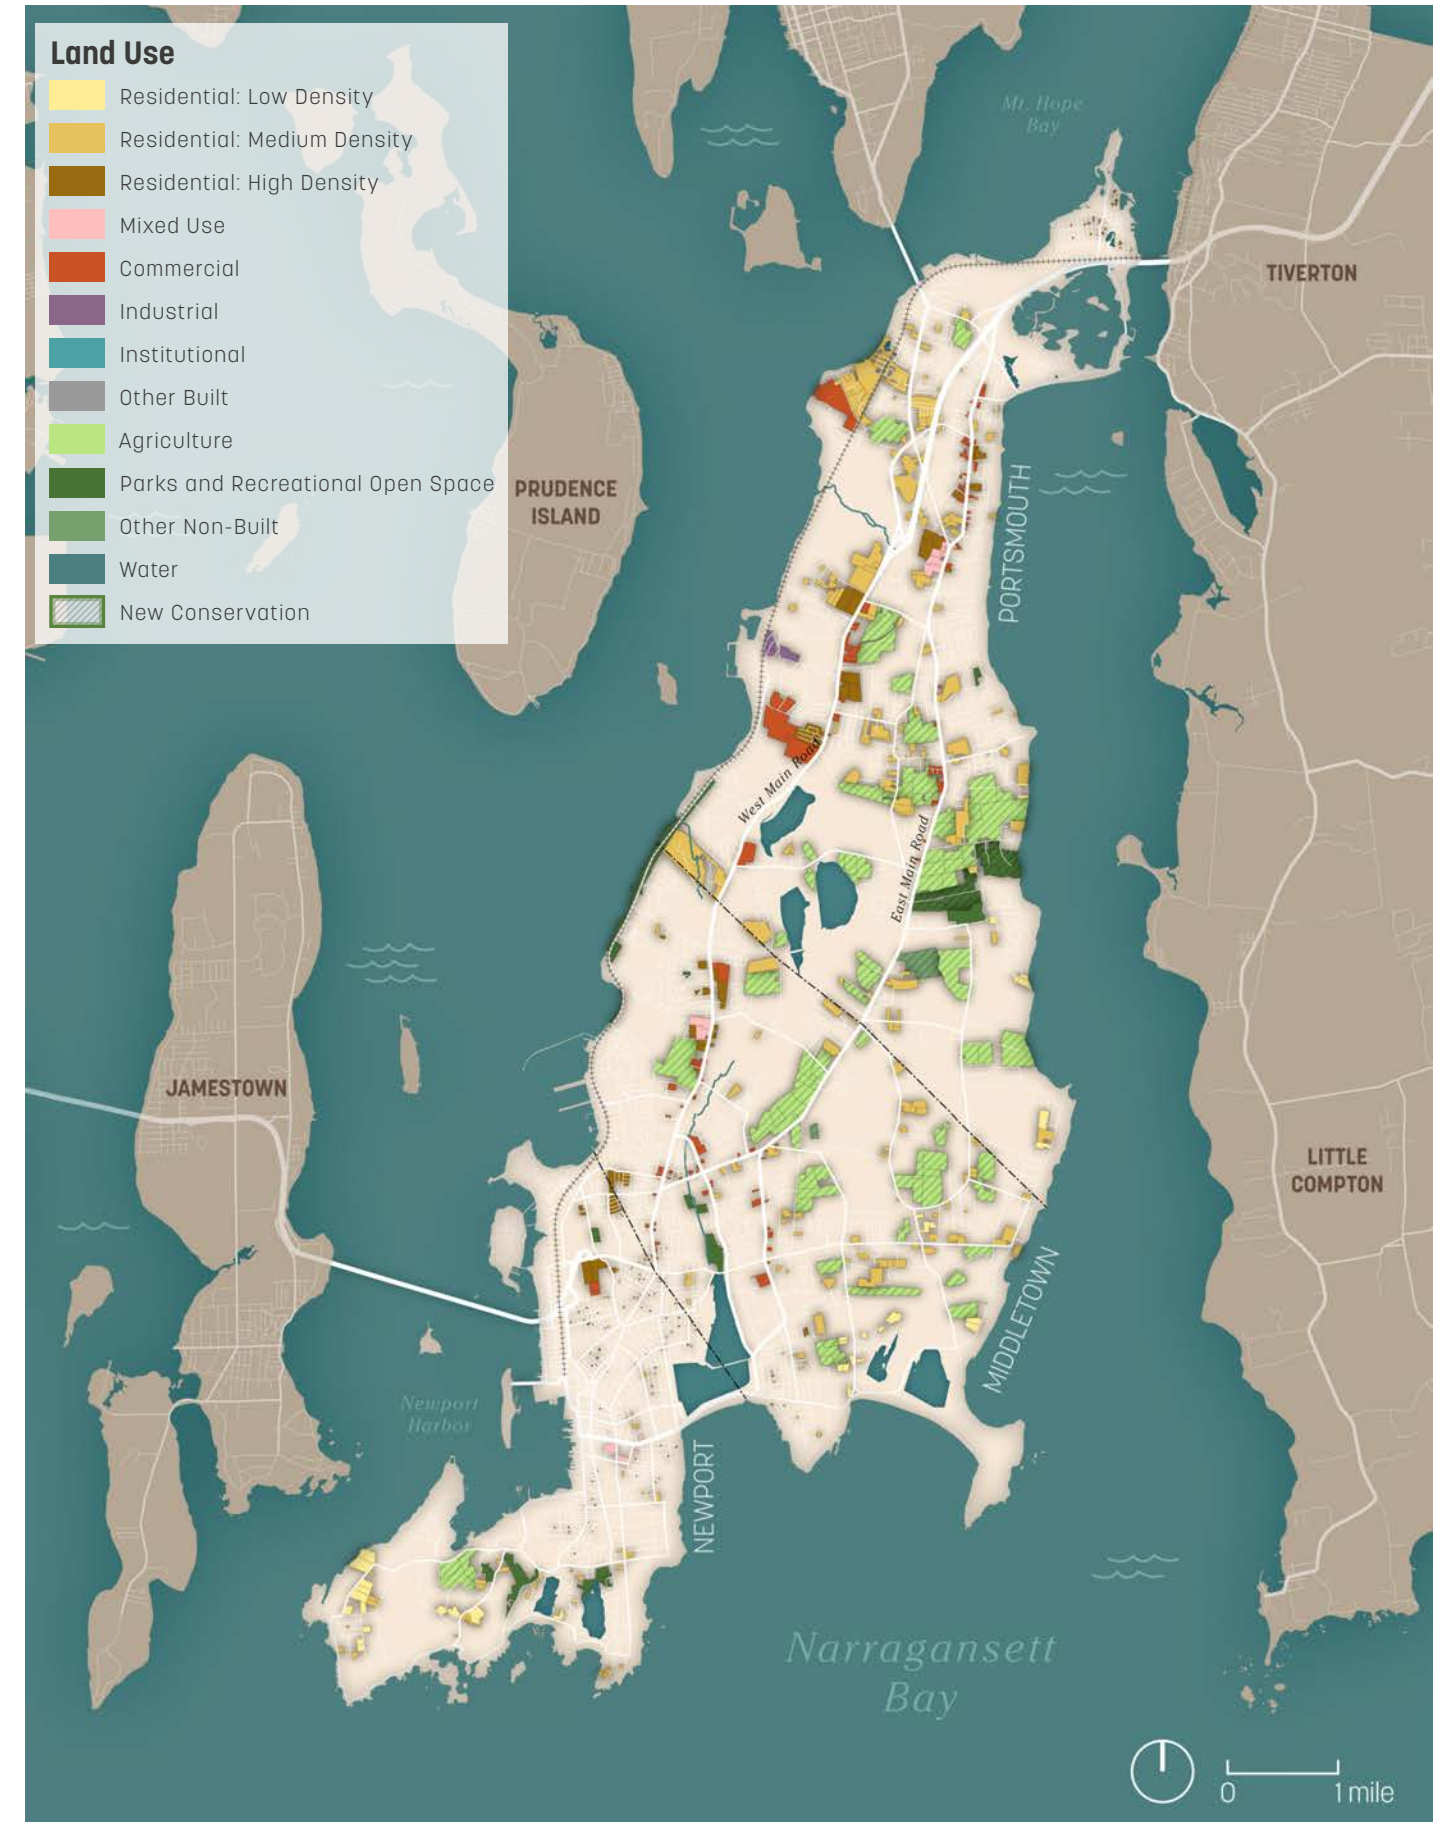 Land Use
Residential: Low Density
Residential: Medium Density
Residential: High Density
Mixed Use
Commercial
Industrial
Institutional
Other Built
Agriculture
Parks and Recreational Open Space
Other Non-Built
Water
New Conservation
Mt. Hope
Bay
TIVERTON
PRUDENCE
ISLAND
PORTSMOUTH
West Main Road
East Main Road
JAMESTOWN
LITTLE
COMPTON
MIDDLETOWN
Newport
Harbor
NEWPORT
Narragansett
Bay
0
1 mile